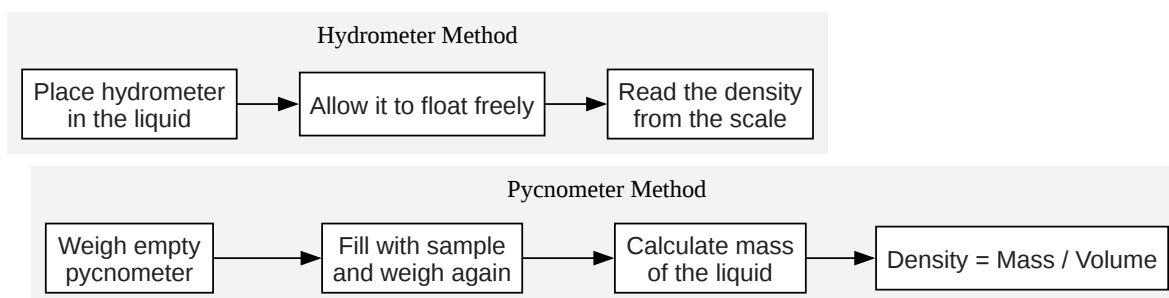 Hydrometer Method
Place hydrometer
in the liquid
Allow it to float freely
Read the density
from the scale
Pycnometer Method
Weigh empty
pycnometer
Fill with sample
and weigh again
Calculate mass
of the liquid
Density = Mass / Volume